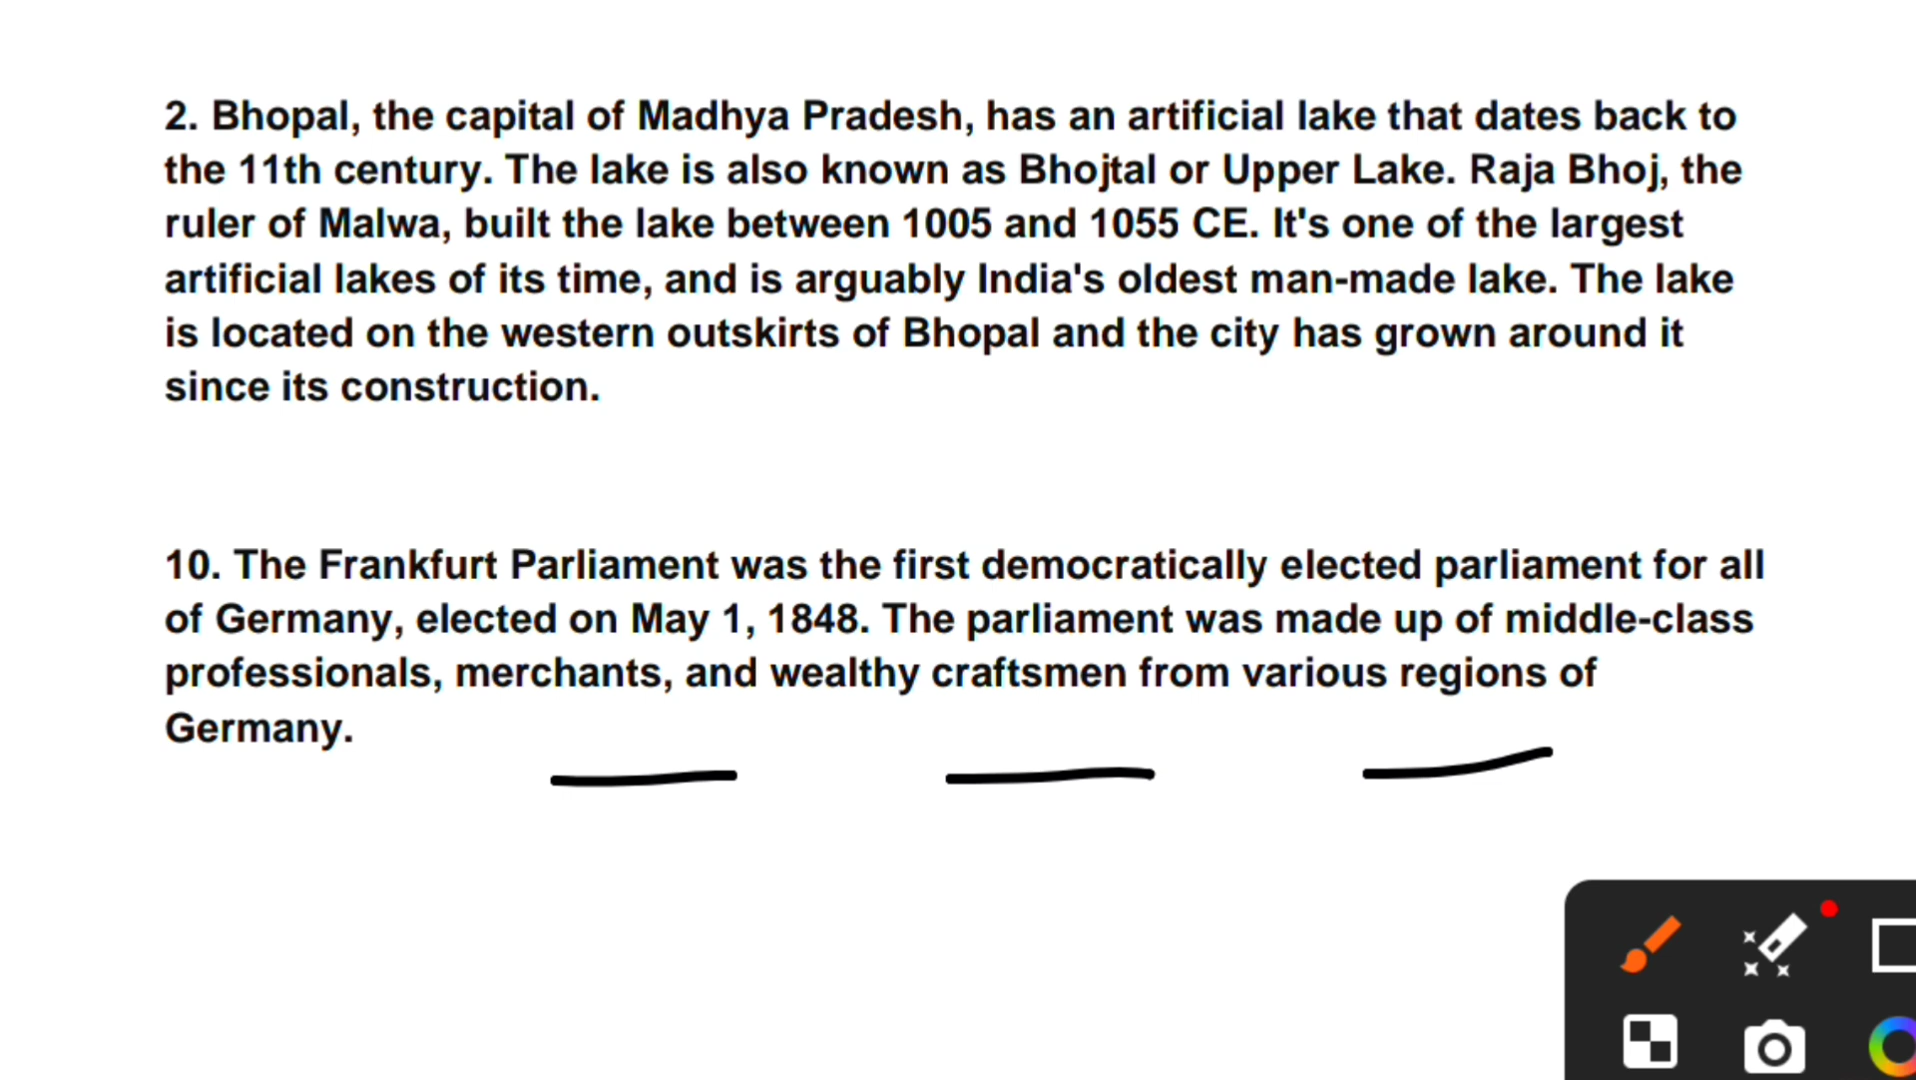 2. Bhopal, the capital of Madhya Pradesh, has an artificial lake that dates back to
the 11th century. The lake is also known as Bhojtal or Upper Lake. Raja Bhoj, the
ruler of Malwa, built the lake between 1005 and 1055 CE. It's one of the largest
artificial lakes of its time, and is arguably India's oldest man-made lake. The lake
is located on the western outskirts of Bhopal and the city has grown around it
since its construction.
10. The Frankfurt Parliament was the first democratically elected parliament for all
of Germany, elected on May 1, 1848. The parliament was made up of middle-class
professionals, merchants, and wealthy craftsmen from various regions of
Germany.